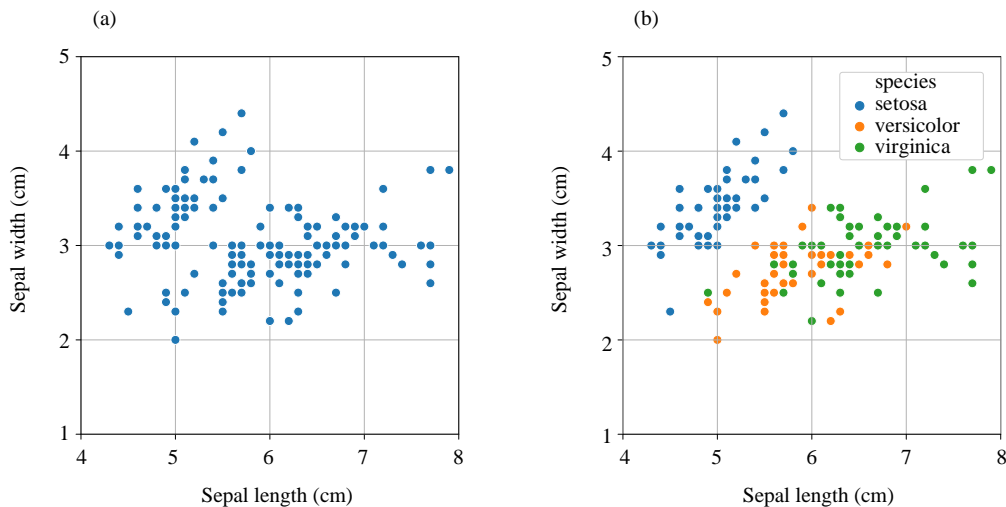 (a)
5
4
3
2
1
4 5 6 7 8
Sepal width (cm)
Sepal length (cm)
(b)
5
4
3
2
1
4 5 6 7 8
Sepal width (cm)
Sepal length (cm)
species
setosa
versicolor
virginica